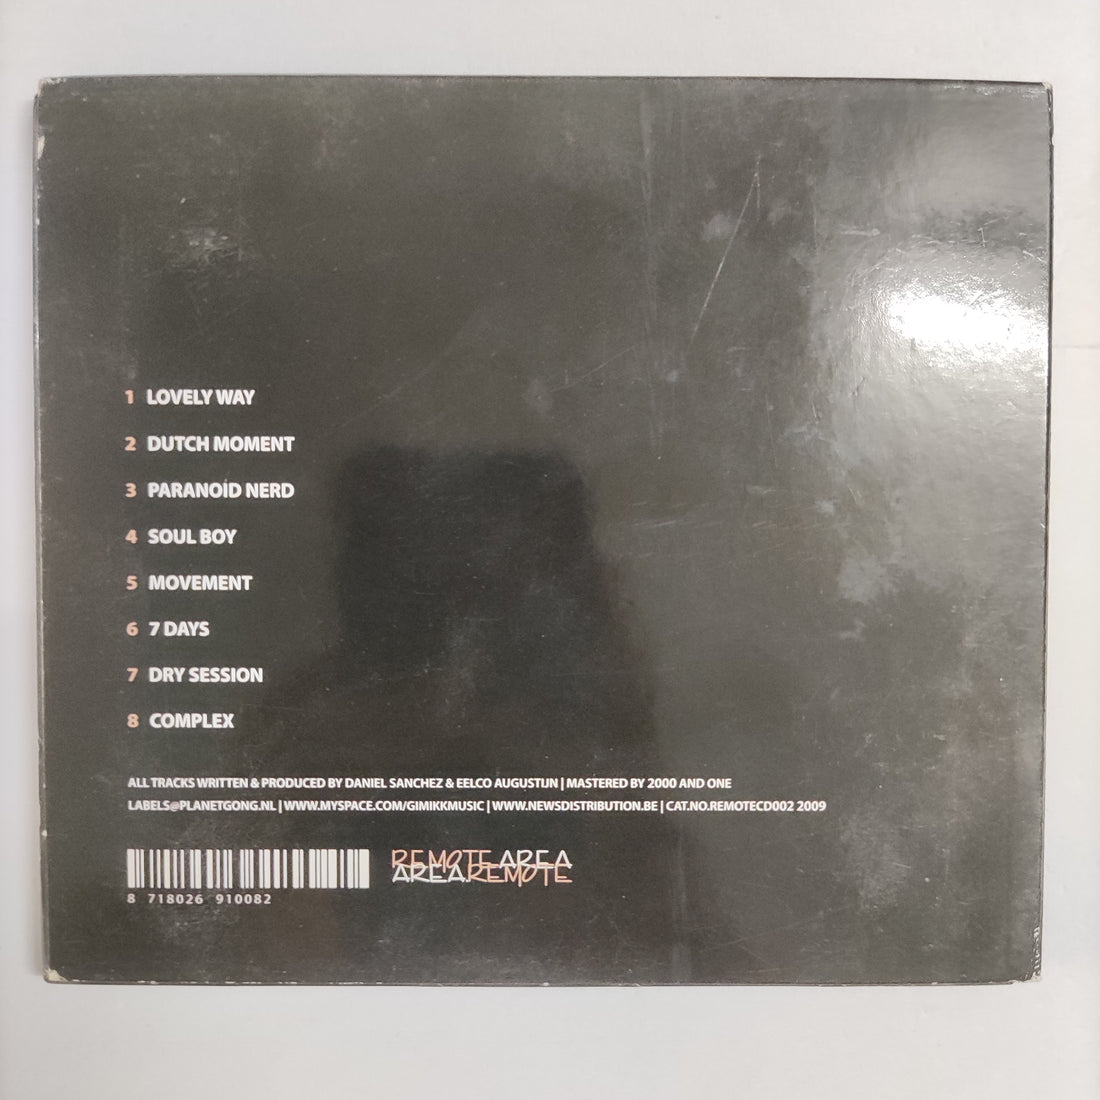 1 LOVELY WAY
2 DUTCH MOMENT
3 PARANOID NERD
4 SOUL BOY
5 MOVEMENT
6 7 DAYS
7 DRY SESSION
8 COMPLEX
ALL TRACKS WRITTEN & PRODUCED BY DANIEL SANCHEZ & EELCO AUGUSTIJN | MASTERED BY 2000 AND ONE
LABELS@PLANETGONG.NL | WWW.MYSPACE.COM/GIMIKKMUSIC | WWW.NEWSDISTRIBUTION.BE | CAT.NO.REMOTECD002 2009
REMOTE AREA
AREA REMOTE
8 718026 910082